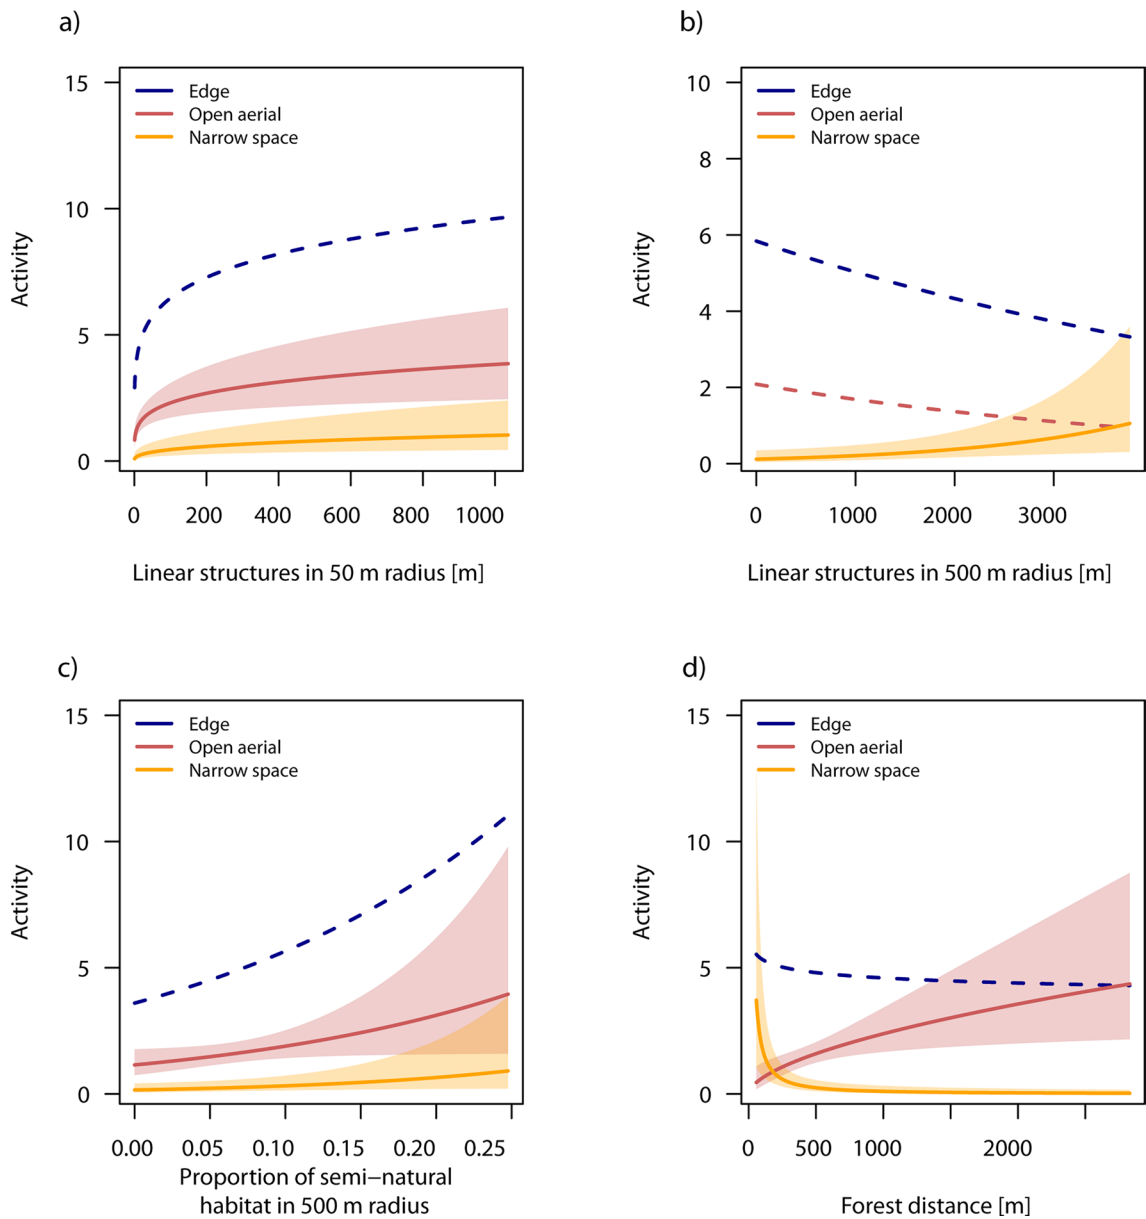 a)
15
10
5
0
Activity
Edge
Open aerial
Narrow space
0 200 400 600 800 1000
Linear structures in 50 m radius [m]
b)
10
8
6
4
2
0
Activity
Edge
Open aerial
Narrow space
0 1000 2000 3000
Linear structures in 500 m radius [m]
c)
15
10
5
0
Activity
Edge
Open aerial
Narrow space
0.00 0.05 0.10 0.15 0.20 0.25
Proportion of semi−natural
habitat in 500 m radius
d)
15
10
5
0
Activity
Edge
Open aerial
Narrow space
0 500 1000 2000
Forest distance [m]